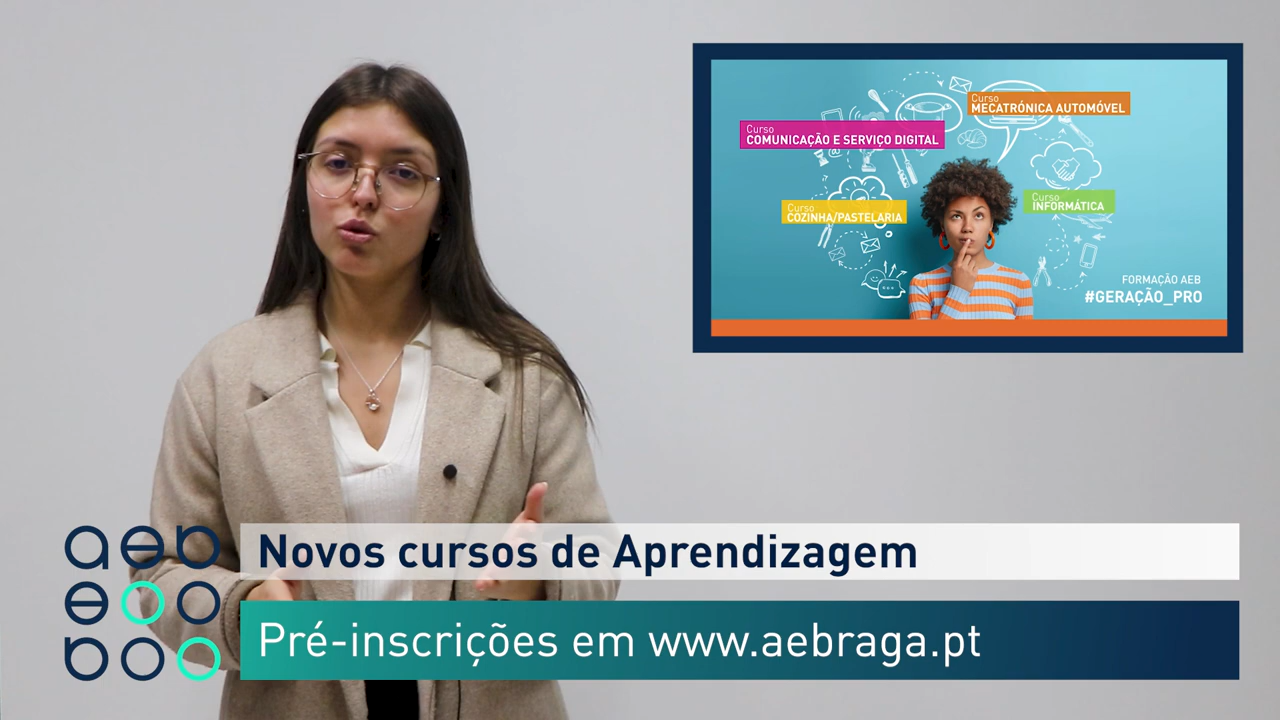 Curso
MECATRÓNICA AUTOMÓVEL
Curso
COMUNICAÇÃO E SERVIÇO DIGITAL
Curso
COZINHA/PASTELARIA
Curso
INFORMÁTICA
FORMAÇÃO AEB
#GERAÇÃO_PRO
aeb
Novos cursos de Aprendizagem
Pré-inscrições em www.aebraga.pt